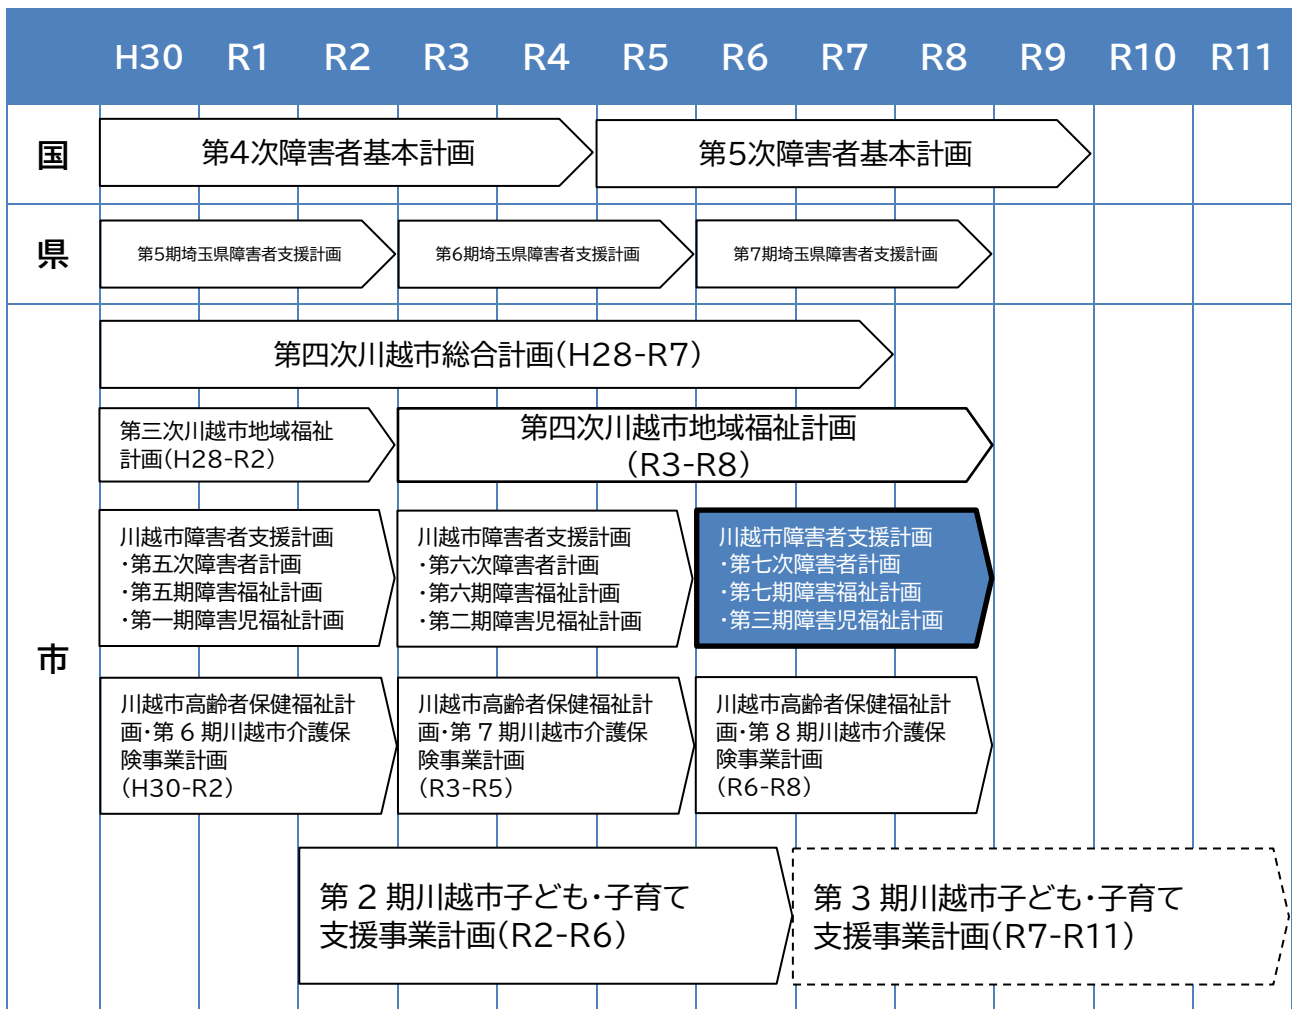 H30 R1 R2 R3 R4 R5 R6 R7 R8 R9 R10 R11
国
第4次障害者基本計画
第5次障害者基本計画
県
第5期埼玉県障害者支援計画
第6期埼玉県障害者支援計画
第7期埼玉県障害者支援計画
市
第四次川越市総合計画(H28-R7)
第三次川越市地域福祉
計画(H28-R2)
第四次川越市地域福祉計画
(R3-R8)
川越市障害者支援計画
・第五次障害者計画
・第五期障害福祉計画
・第一期障害児福祉計画
川越市障害者支援計画
・第六次障害者計画
・第六期障害福祉計画
・第二期障害児福祉計画
川越市障害者支援計画
・第七次障害者計画
・第七期障害福祉計画
・第三期障害児福祉計画
川越市高齢者保健福祉計
画・第 6 期川越市介護保
険事業計画
(H30-R2)
川越市高齢者保健福祉計
画・第 7 期川越市介護保
険事業計画
(R3-R5)
川越市高齢者保健福祉計
画・第 8 期川越市介護保
険事業計画
(R6-R8)
第 2 期川越市子ども・子育て
支援事業計画(R2-R6)
第 3 期川越市子ども・子育て
支援事業計画(R7-R11)